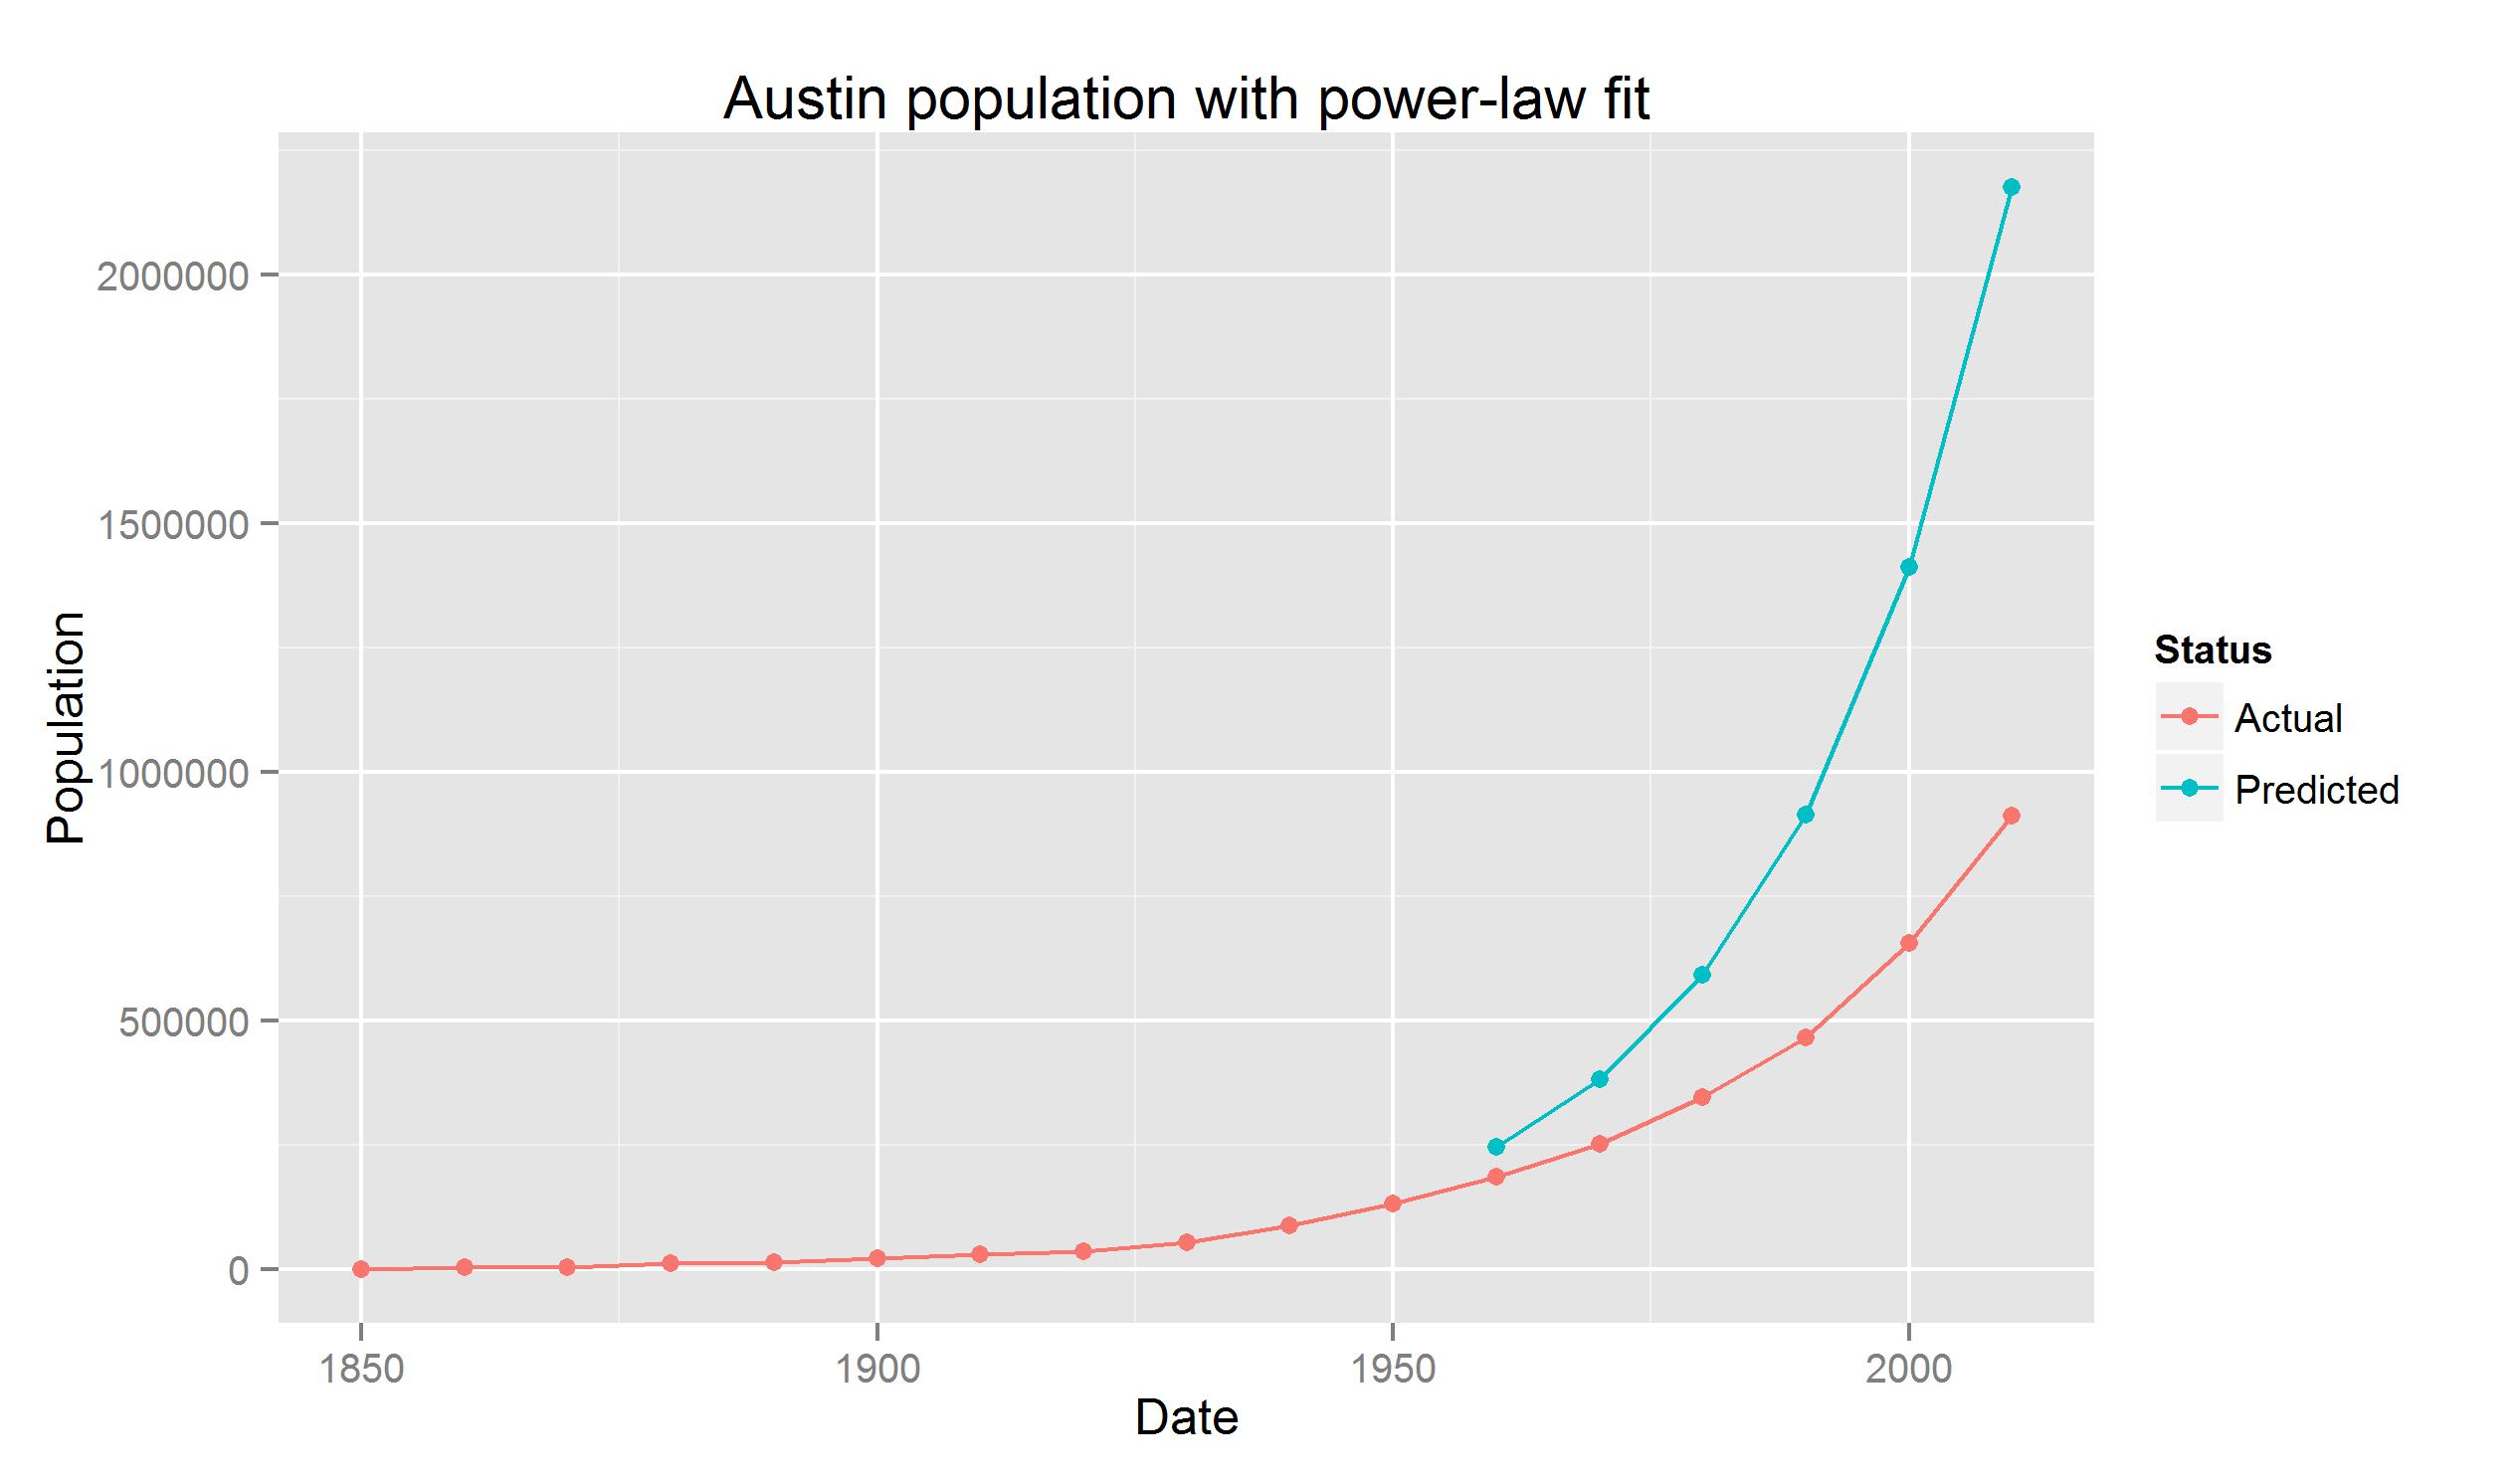 Austin population with power-law fit
Population
2000000
1500000
1000000
500000
0
1850 1900 1950 2000
Date
Status
Actual
Predicted